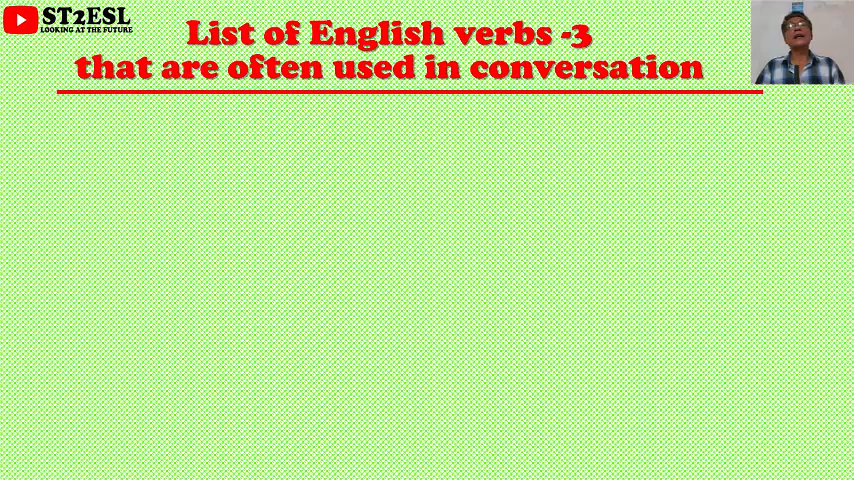 ST2ESL
LOOKING AT THE FUTURE
List of English verbs -3
that are often used in conversation